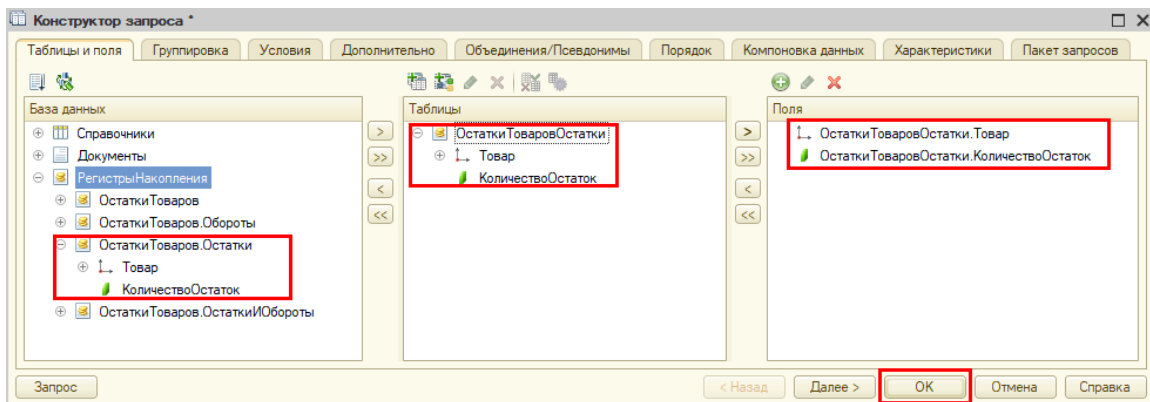 Конструктор запроса *
Таблицы и поля Группировка Условия Дополнительно Объединения/Псевдонимы Порядок Компоновка данных Характеристики Пакет запросов
База данных
Справочники
Документы
РегистрыНакопления
ОстаткиТоваров
ОстаткиТоваров.Обороты
ОстаткиТоваров.Остатки
Товар
КоличествоОстаток
ОстаткиТоваров.ОстаткиИОбороты
>
>>
<
<<
Таблицы
ОстаткиТоваровОстатки
Товар
КоличествоОстаток
>
>>
<
<<
Поля
ОстаткиТоваровОстатки.Товар
ОстаткиТоваровОстатки.КоличествоОстаток
Запрос < Назад Далее > OK Отмена Справка